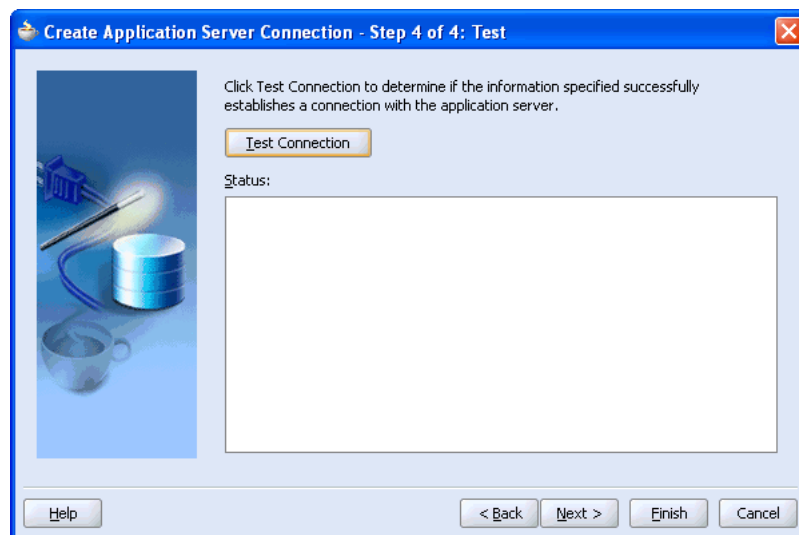 Create Application Server Connection - Step 4 of 4: Test
Click Test Connection to determine if the information specified successfully
establishes a connection with the application server.
Test Connection
Status:
Help
< Back
Next >
Finish
Cancel